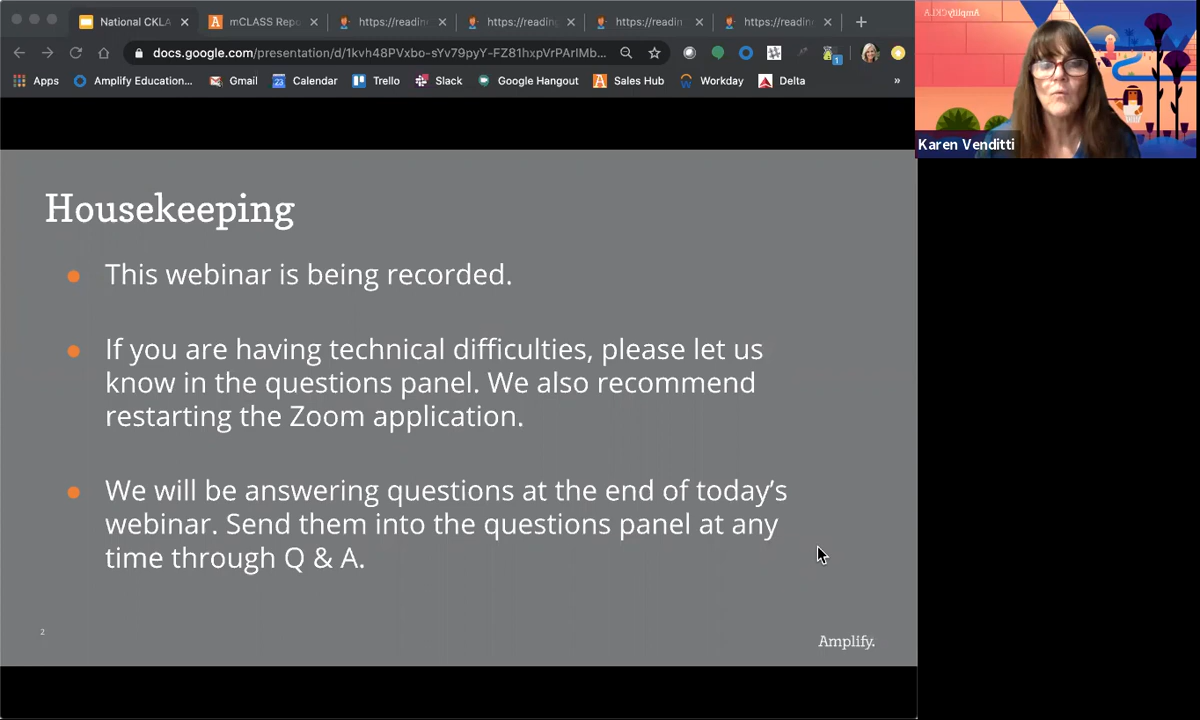 National CKLA
mCLASS Repo
https://readin
https://reading
https://readin
https://readin
docs.google.com/presentation/d/1kvh48PVxbo-sYv79pyY-FZ81hxpVrPArIMb...
1
Apps
Amplify Education...
Gmail
23
Calendar
Trello
Slack
Google Hangout
Sales Hub
Workday
Delta
»
AmplifyCKLA
Karen Venditti
Housekeeping
This webinar is being recorded.
If you are having technical difficulties, please let us
know in the questions panel. We also recommend
restarting the Zoom application.
We will be answering questions at the end of today's
webinar. Send them into the questions panel at any
time through Q & A.
2
Amplify.